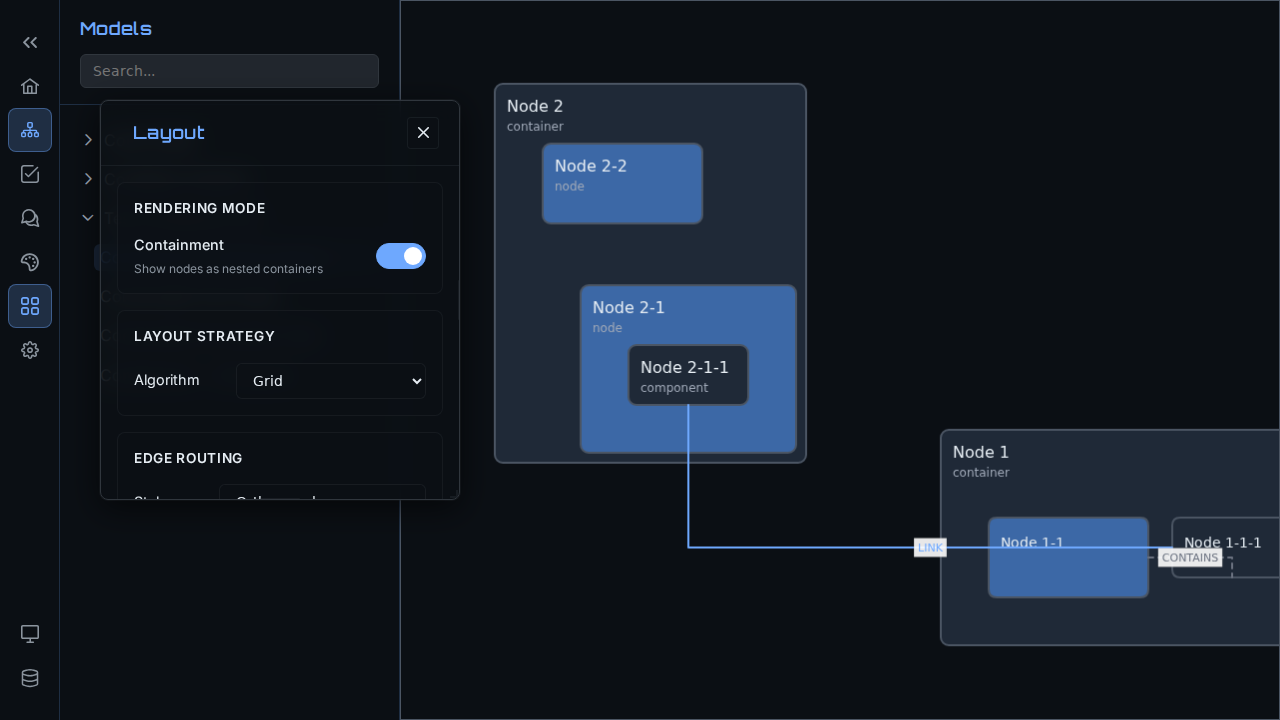 Models
Search...
Layout
RENDERING MODE
Containment
Show nodes as nested containers
LAYOUT STRATEGY
Algorithm
Grid
EDGE ROUTING
Node 2
container
Node 2-2
node
Node 2-1
node
Node 2-1-1
component
Node 1
container
Node 1-1
Node 1-1-1
LINK
CONTAINS